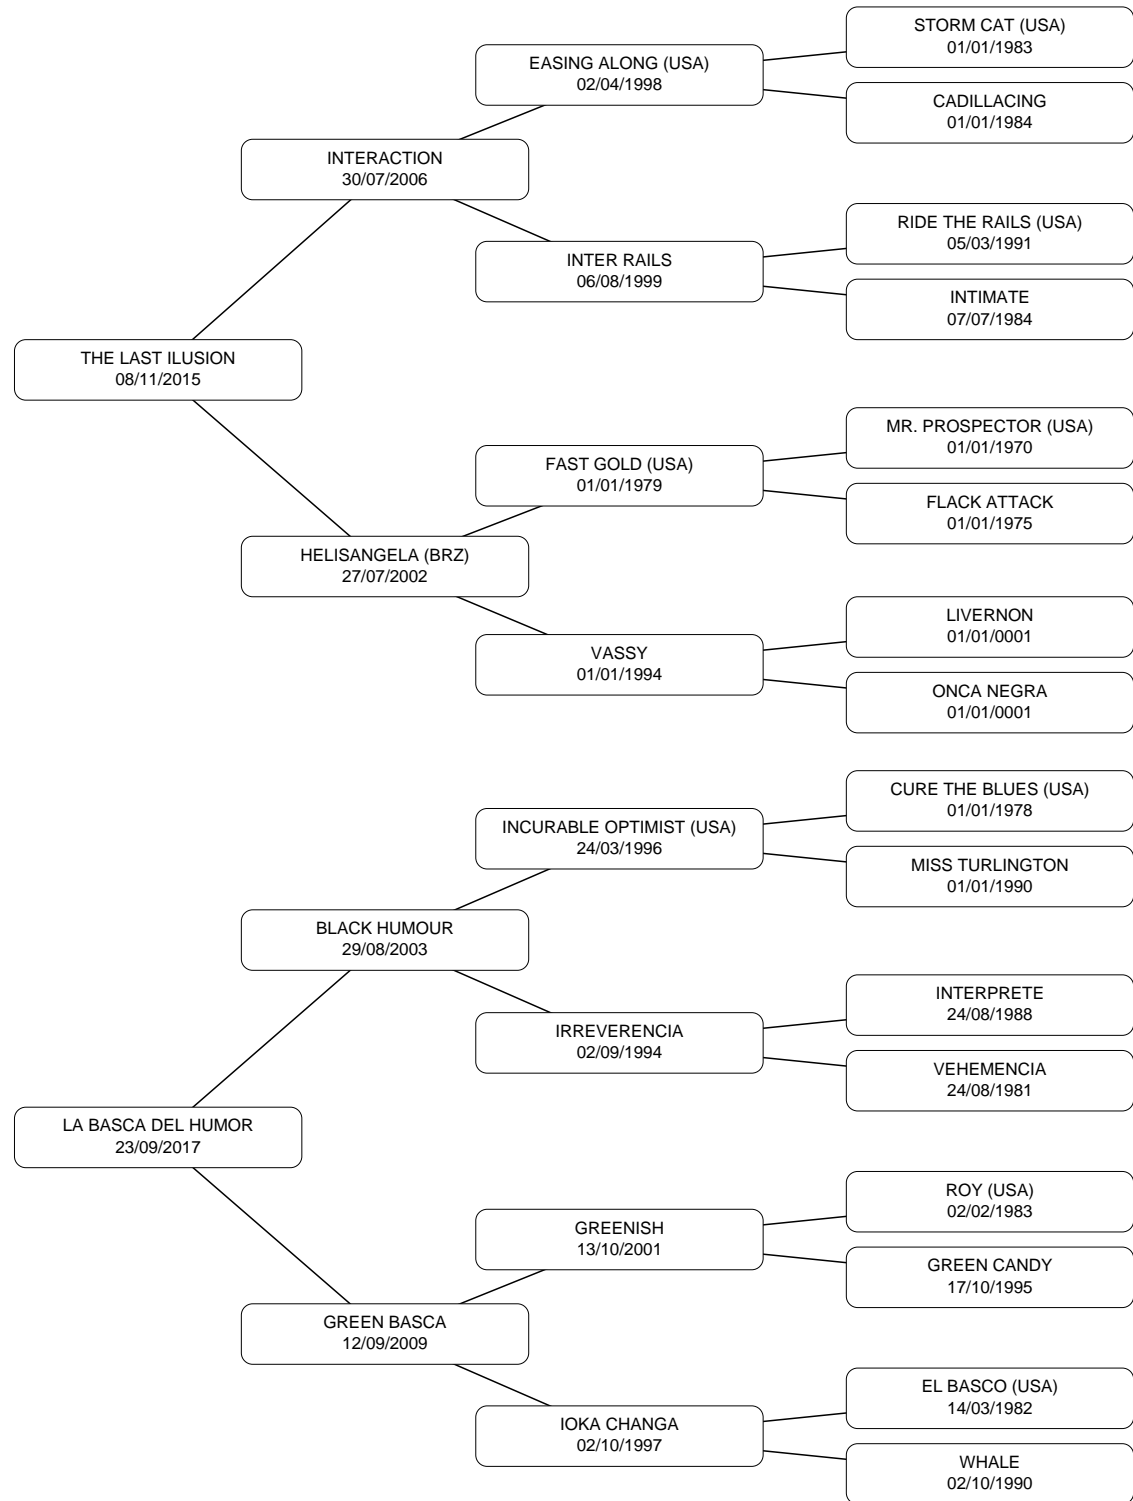 STORM CAT (USA)
01/01/1983
EASING ALONG (USA)
02/04/1998
CADILLACING
01/01/1984
INTERACTION
30/07/2006
RIDE THE RAILS (USA)
05/03/1991
INTER RAILS
06/08/1999
INTIMATE
07/07/1984
THE LAST ILUSION
08/11/2015
MR. PROSPECTOR (USA)
01/01/1970
FAST GOLD (USA)
01/01/1979
FLACK ATTACK
01/01/1975
HELISANGELA (BRZ)
27/07/2002
LIVERNON
01/01/0001
VASSY
01/01/1994
ONCA NEGRA
01/01/0001
CURE THE BLUES (USA)
01/01/1978
INCURABLE OPTIMIST (USA)
24/03/1996
MISS TURLINGTON
01/01/1990
BLACK HUMOUR
29/08/2003
INTERPRETE
24/08/1988
IRREVERENCIA
02/09/1994
VEHEMENCIA
24/08/1981
LA BASCA DEL HUMOR
23/09/2017
ROY (USA)
02/02/1983
GREENISH
13/10/2001
GREEN CANDY
17/10/1995
GREEN BASCA
12/09/2009
EL BASCO (USA)
14/03/1982
IOKA CHANGA
02/10/1997
WHALE
02/10/1990